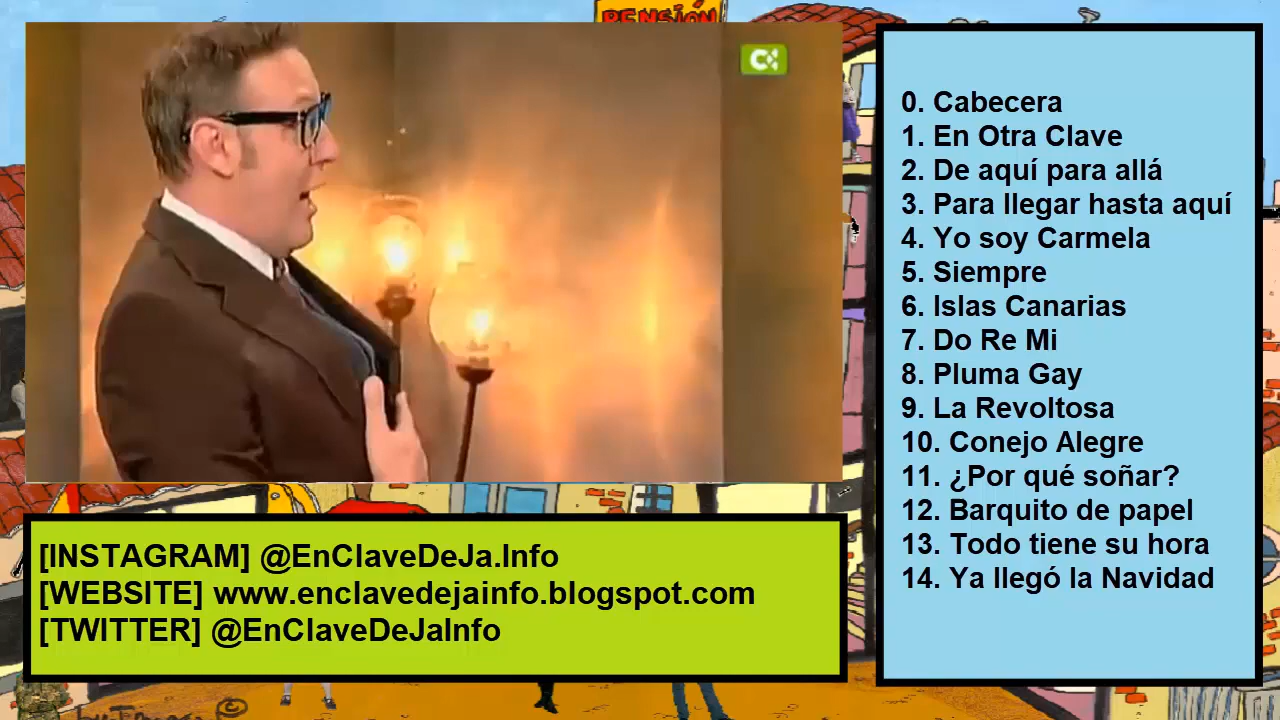 PENSIÓN
0. Cabecera
1. En Otra Clave
2. De aquí para allá
3. Para llegar hasta aquí
4. Yo soy Carmela
5. Siempre
6. Islas Canarias
7. Do Re Mi
8. Pluma Gay
9. La Revoltosa
10. Conejo Alegre
11. ¿Por qué soñar?
12. Barquito de papel
13. Todo tiene su hora
14. Ya llegó la Navidad
[INSTAGRAM] @EnClaveDeJa.Info
[WEBSITE] www.enclavedejainfo.blogspot.com
[TWITTER] @EnClaveDeJaInfo